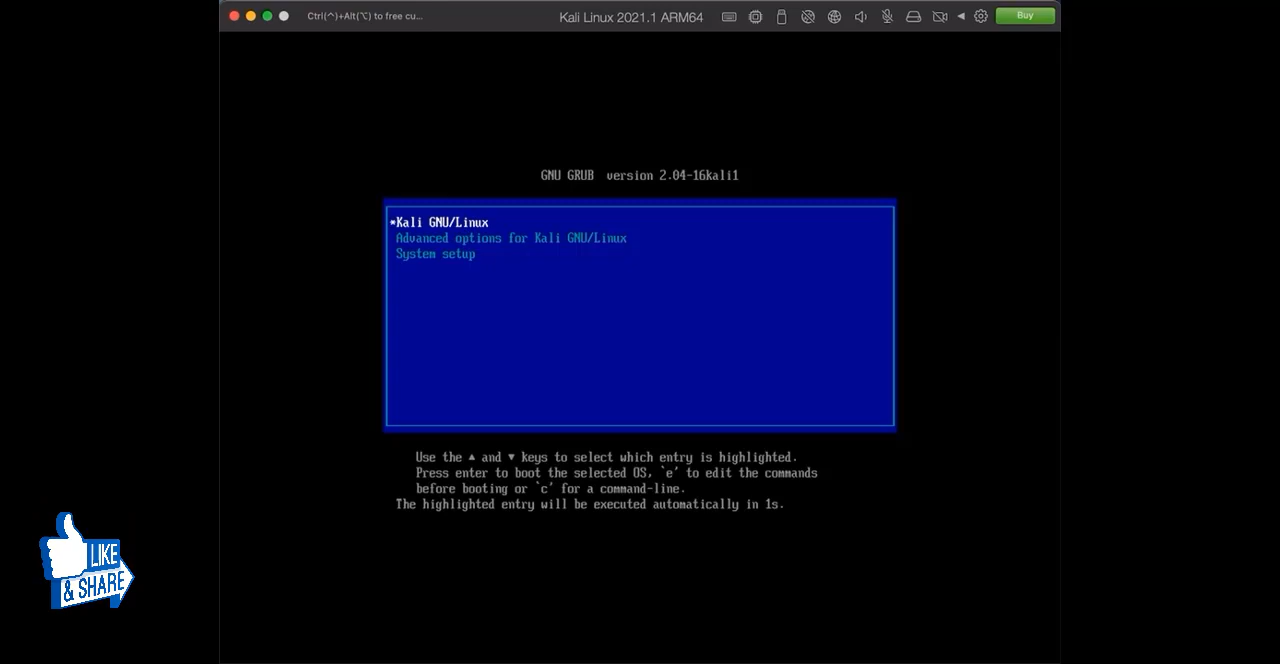 Ctrl(^)+Alt(⌥) to free cu...
Kali Linux 2021.1 ARM64
Buy
GNU GRUB  version 2.04-16kali1
*Kali GNU/Linux
Advanced options for Kali GNU/Linux
System setup
Use the ▲ and ▼ keys to select which entry is highlighted.
Press enter to boot the selected OS, `e' to edit the commands
before booting or `c' for a command-line.
The highlighted entry will be executed automatically in 1s.
LIKE
& SHARE